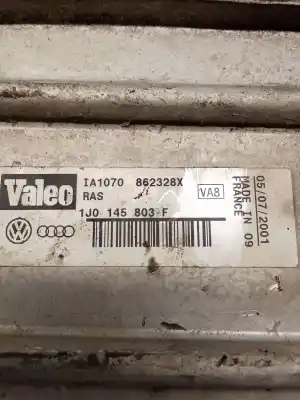 Valeo
IA1070 862328X
RAS
VA8
1J0 145 803 F
05/07/2001
MADE IN 09
FRANCE